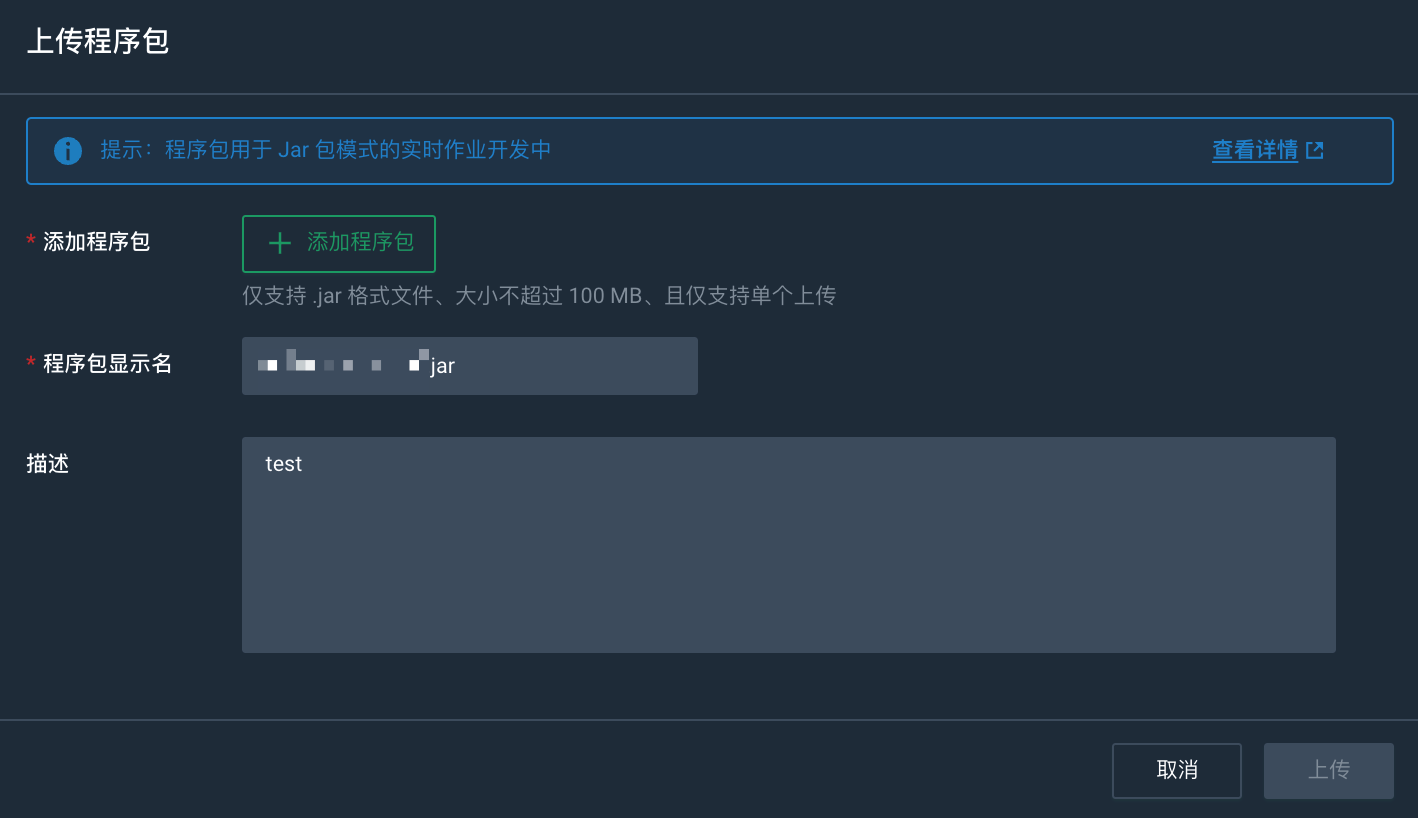 上传程序包
提示：程序包用于 Jar 包模式的实时作业开发中 查看详情
* 添加程序包 添加程序包
仅支持 .jar 格式文件、大小不超过 100 MB、且仅支持单个上传
* 程序包显示名 jar
描述 test
取消 上传